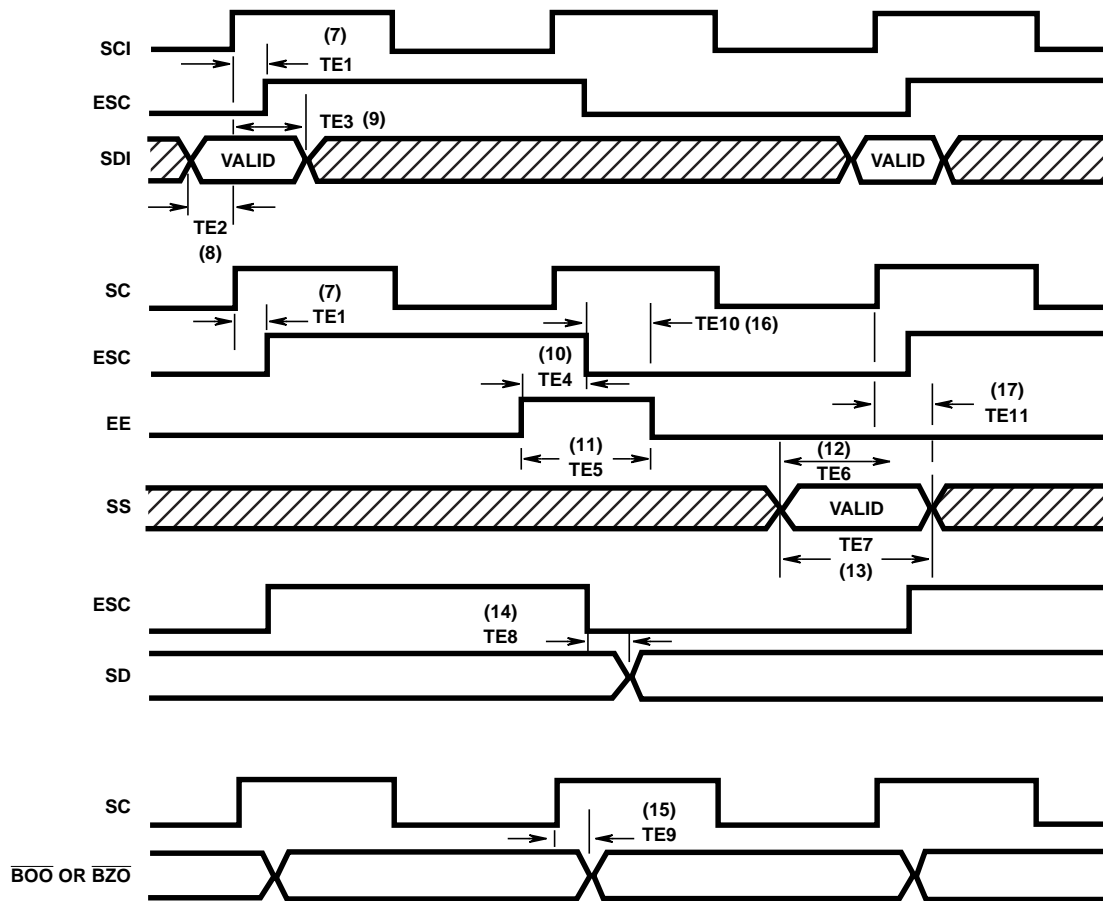 SCI
(7)
TE1
ESC
TE3 (9)
SDI
VALID
VALID
TE2
(8)
SC
(7)
TE1
TE10 (16)
ESC
(10)
TE4
(17)
TE11
EE
(11)
TE5
(12)
TE6
SS
VALID
TE7
(13)
ESC
(14)
TE8
SD
SC
(15)
TE9
B̅O̅O̅ OR B̅Z̅O̅